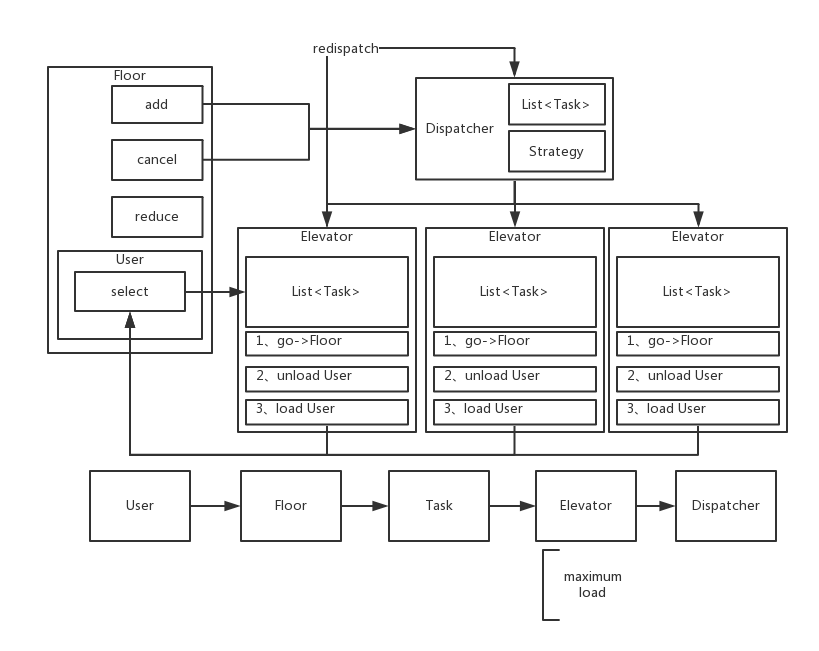 redispatch
Floor
add
cancel
reduce
User
select
Dispatcher
List<Task>
Strategy
Elevator
List<Task>
1、go->Floor
2、unload User
3、load User
Elevator
List<Task>
1、go->Floor
2、unload User
3、load User
Elevator
List<Task>
1、go->Floor
2、unload User
3、load User
User
Floor
Task
Elevator
Dispatcher
maximum
load